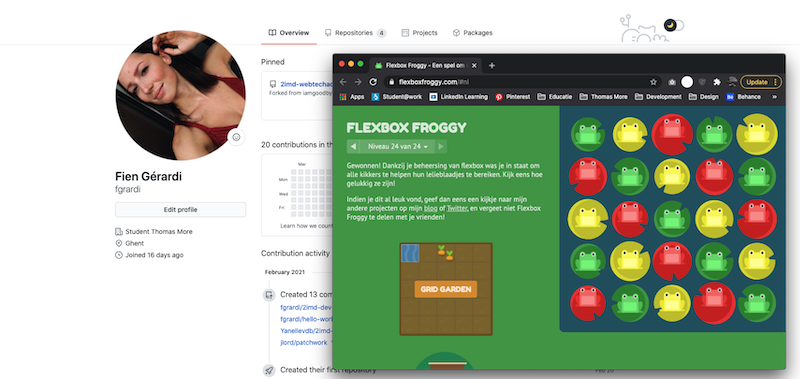 Overview
Repositories 4
Projects
Packages
Pinned
2imd-webtechad
Forked from iamgoodby
20 contributions in th
Mar
Mon
Wed
Fri
Learn how we count
Contribution activity
February 2021
Created 13 com
fgrardi/2imd-dev
fgrardi/hello-worl
Yanellevdb/2imd-
jlord/patchwork
Created their first repository
Feb 20
Fien Gérardi
fgrardi
Edit profile
Student Thomas More
Ghent
Joined 16 days ago
Flexbox Froggy - Een spel om
flexboxfroggy.com/#nl
Update
Apps
Student@work
LinkedIn Learning
Pinterest
Educatie
Thomas More
Development
Design
Behance
FLEXBOX FROGGY
Niveau 24 van 24
Gewonnen! Dankzij je beheersing van flexbox was je in staat om
alle kikkers te helpen hun lelieblaadjes te bereiken. Kijk eens hoe
gelukkig ze zijn!
Indien je dit al leuk vond, geef dan eens een kijkje naar mijn
andere projecten op mijn blog of Twitter, en vergeet niet Flexbox
Froggy te delen met je vrienden!
GRID GARDEN